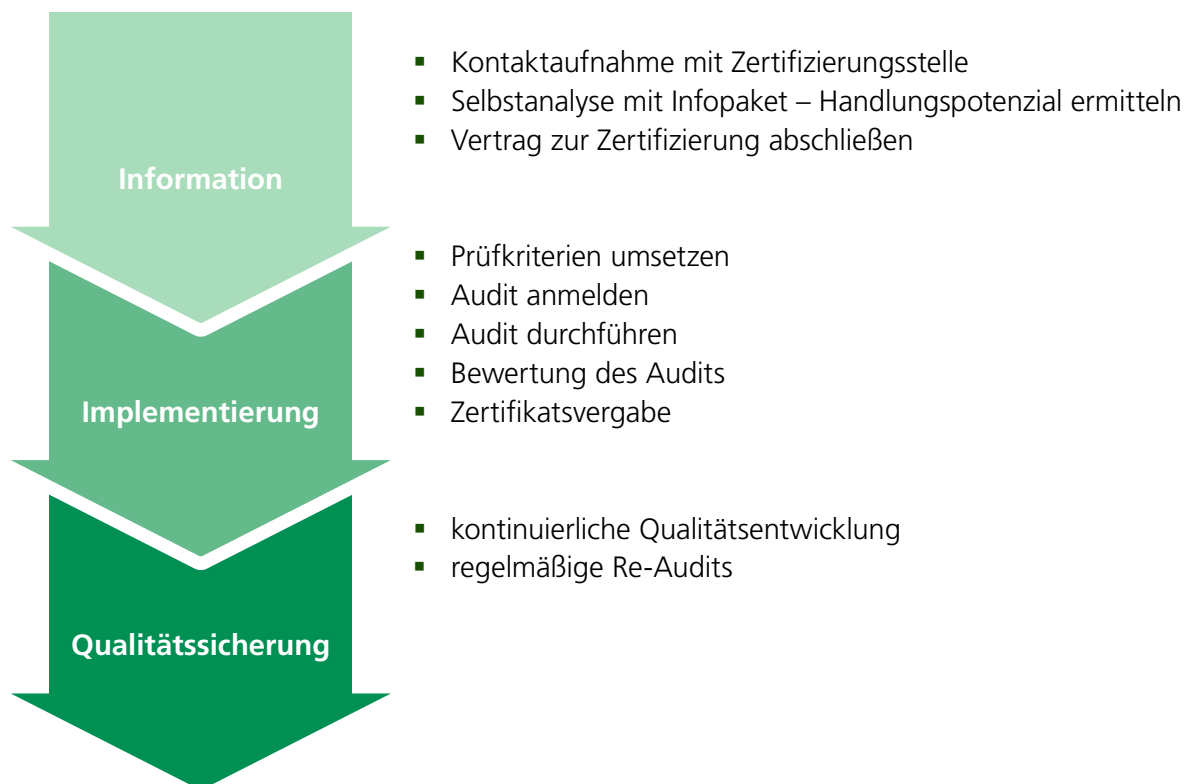 Information
Kontaktaufnahme mit Zertifizierungsstelle
Selbstanalyse mit Infopaket – Handlungspotenzial ermitteln
Vertrag zur Zertifizierung abschließen
Implementierung
Prüfkriterien umsetzen
Audit anmelden
Audit durchführen
Bewertung des Audits
Zertifikatsvergabe
Qualitätssicherung
kontinuierliche Qualitätsentwicklung
regelmäßige Re-Audits